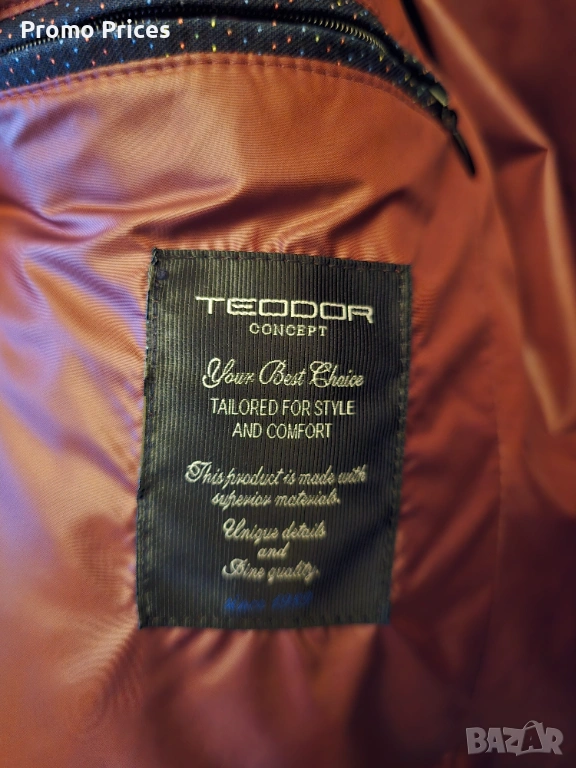 Promo Prices
TEODOR
CONCEPT
Your Best Choice
TAILORED FOR STYLE
AND COMFORT
This product is made with
superior materials.
Unique details
and
fine quality.
BAZAR